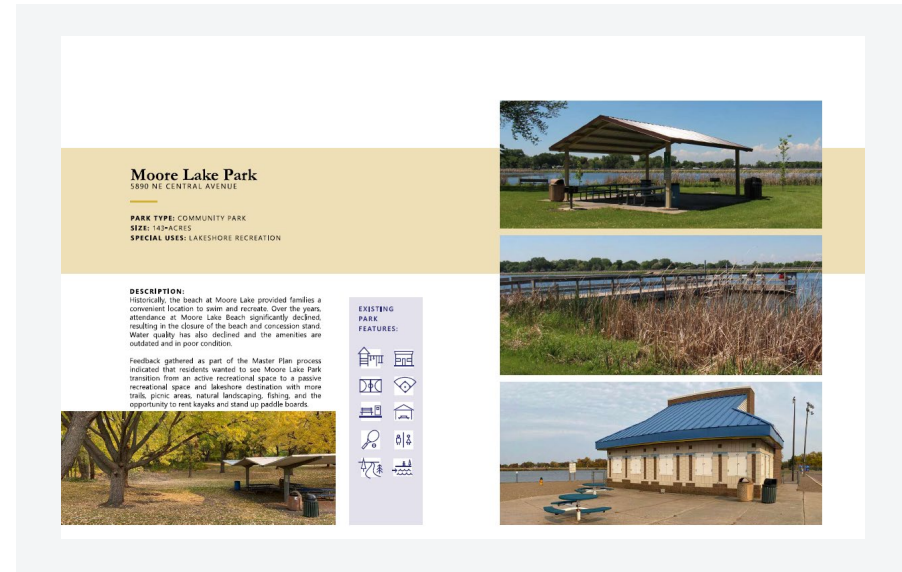 Moore Lake Park
5890 NE CENTRAL AVENUE
PARK TYPE: COMMUNITY PARK
SIZE: 143+ACRES
SPECIAL USES: LAKESHORE RECREATION
DESCRIPTION:
Historically, the beach at Moore Lake provided families a
convenient location to swim and recreate. Over the years,
attendance at Moore Lake Beach significantly declined,
resulting in the closure of the beach and concession stand.
Water quality has also declined and the amenities are
outdated and in poor condition.
Feedback gathered as part of the Master Plan process
indicated that residents wanted to see Moore Lake Park
transition from an active recreational space to a passive
recreational space and lakeshore destination with more
trails, picnic areas, natural landscaping, fishing, and the
opportunity to rent kayaks and stand up paddle boards.
EXISTING
PARK
FEATURES: